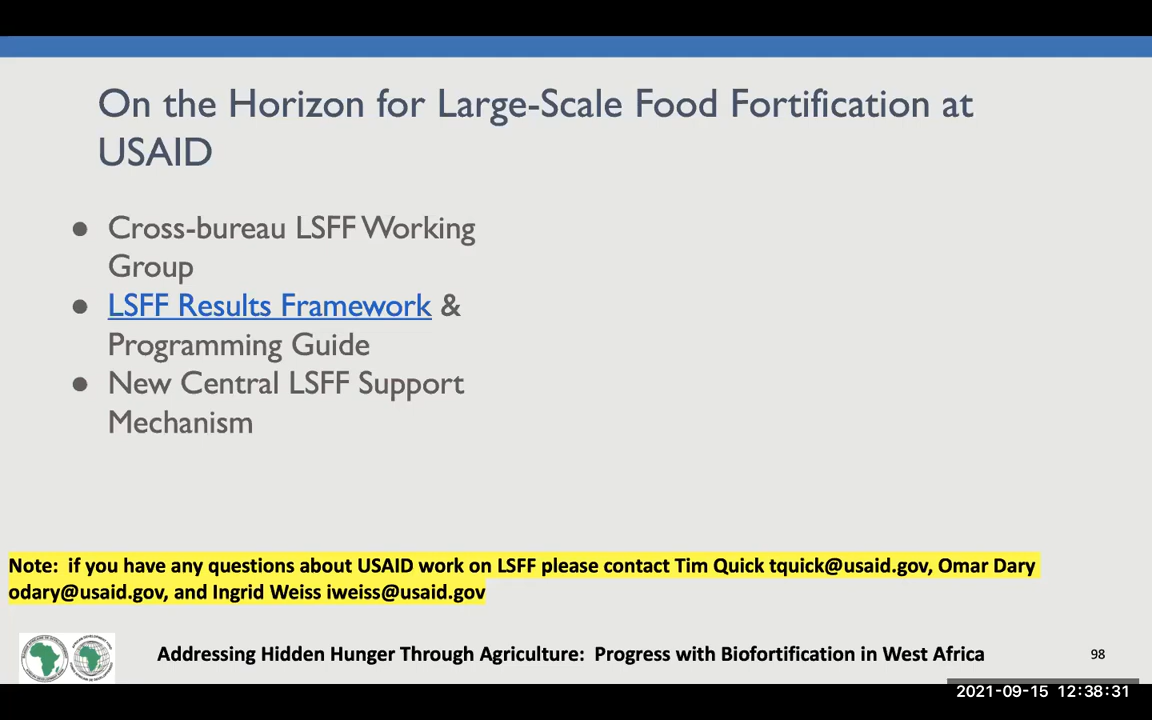 On the Horizon for Large-Scale Food Fortification at
USAID
● Cross-bureau LSFF Working
Group
● LSFF Results Framework &
Programming Guide
● New Central LSFF Support
Mechanism
Note: if you have any questions about USAID work on LSFF please contact Tim Quick tquick@usaid.gov, Omar Dary
odary@usaid.gov, and Ingrid Weiss iweiss@usaid.gov
Addressing Hidden Hunger Through Agriculture: Progress with Biofortification in West Africa
98
2021-09-15 12:38:31